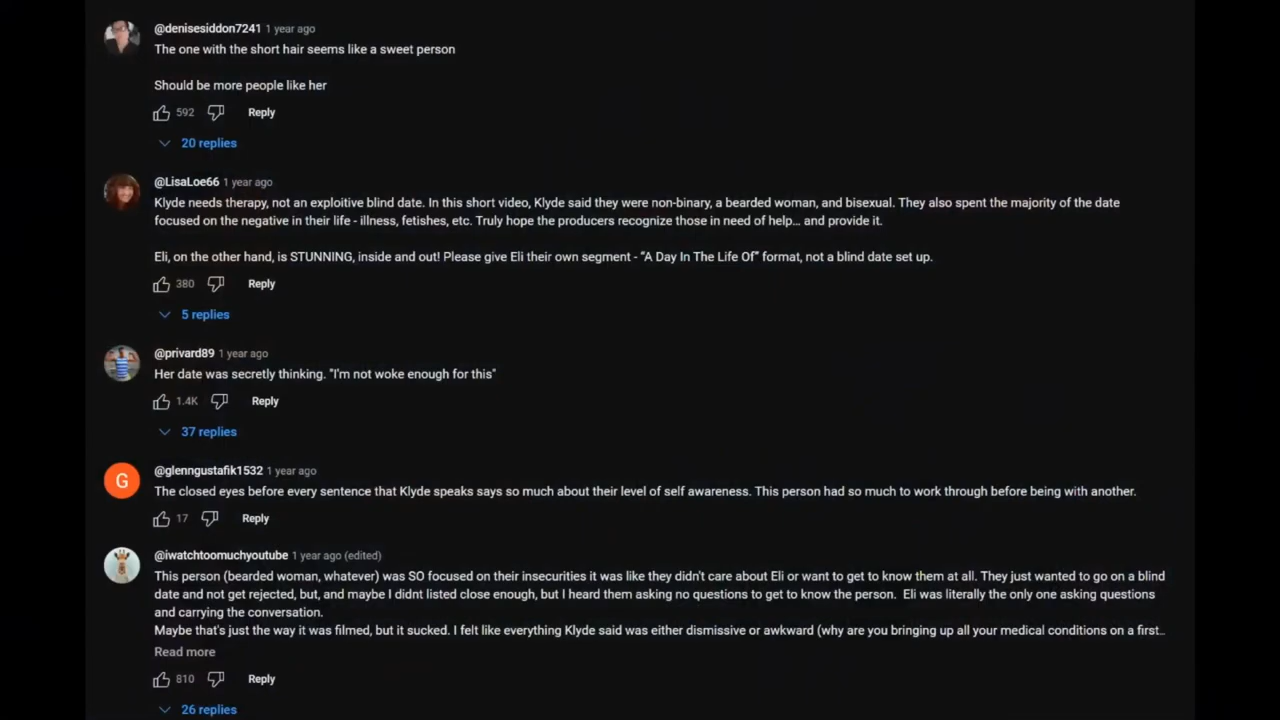 @denisesiddon7241 1 year ago
The one with the short hair seems like a sweet person
Should be more people like her
592 Reply
20 replies
@LisaLoe66 1 year ago
Klyde needs therapy, not an exploitive blind date. In this short video, Klyde said they were non-binary, a bearded woman, and bisexual. They also spent the majority of the date
focused on the negative in their life - illness, fetishes, etc. Truly hope the producers recognize those in need of help... and provide it.
Eli, on the other hand, is STUNNING, inside and out! Please give Eli their own segment - “A Day In The Life Of” format, not a blind date set up.
380 Reply
5 replies
@privard89 1 year ago
Her date was secretly thinking. "I'm not woke enough for this"
1.4K Reply
37 replies
G @glenngustafik1532 1 year ago
The closed eyes before every sentence that Klyde speaks says so much about their level of self awareness. This person had so much to work through before being with another.
17 Reply
@iwatchtoomuchyoutube 1 year ago (edited)
This person (bearded woman, whatever) was SO focused on their insecurities it was like they didn't care about Eli or want to get to know them at all. They just wanted to go on a blind
date and not get rejected, but, and maybe I didnt listed close enough, but I heard them asking no questions to get to know the person. Eli was literally the only one asking questions
and carrying the conversation.
Maybe that's just the way it was filmed, but it sucked. I felt like everything Klyde said was either dismissive or awkward (why are you bringing up all your medical conditions on a first...
Read more
810 Reply
26 replies